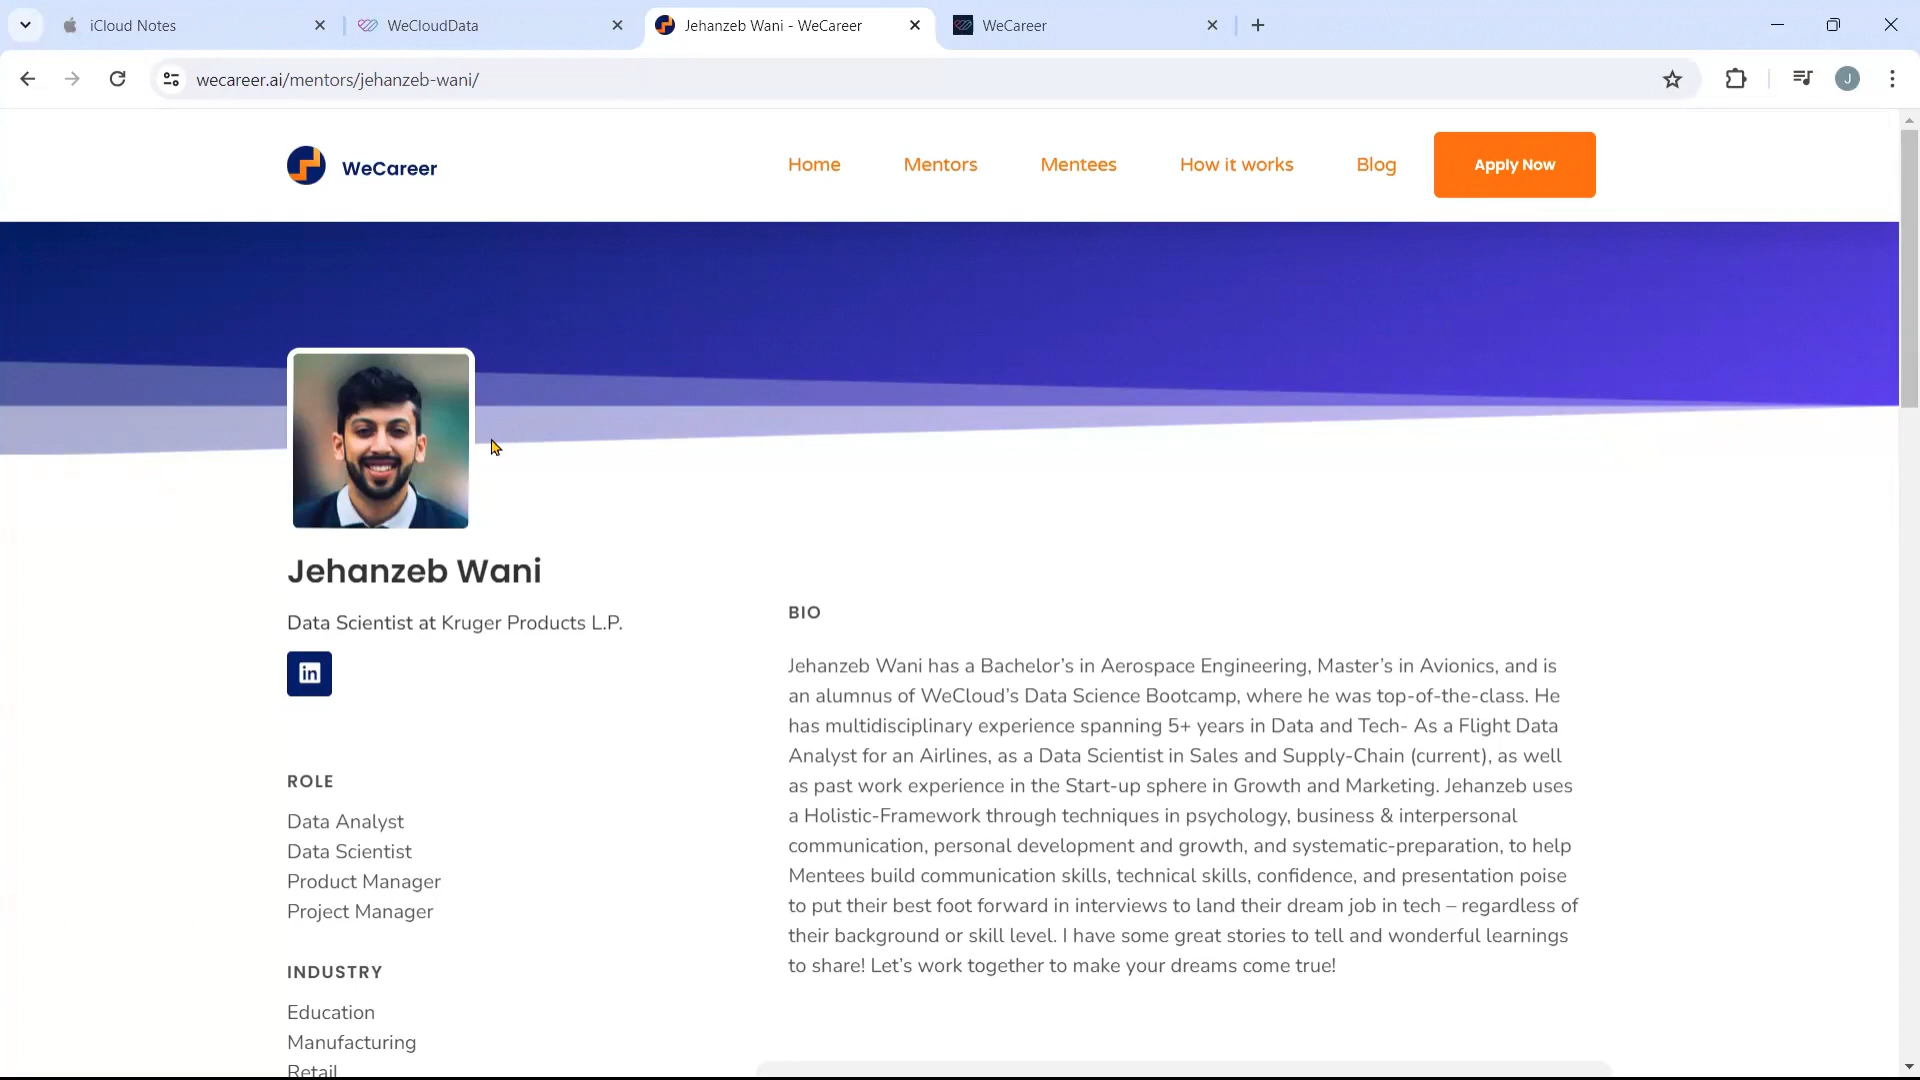 iCloud Notes
WeCloudData
Jehanzeb Wani - WeCareer
WeCareer
wecareer.ai/mentors/jehanzeb-wani/
J
WeCareer
Home
Mentors
Mentees
How it works
Blog
Apply Now
Jehanzeb Wani
Data Scientist at Kruger Products L.P.
in
ROLE
Data Analyst
Data Scientist
Product Manager
Project Manager
INDUSTRY
Education
Manufacturing
Retail
BIO
Jehanzeb Wani has a Bachelor’s in Aerospace Engineering, Master’s in Avionics, and is
an alumnus of WeCloud’s Data Science Bootcamp, where he was top-of-the-class. He
has multidisciplinary experience spanning 5+ years in Data and Tech- As a Flight Data
Analyst for an Airlines, as a Data Scientist in Sales and Supply-Chain (current), as well
as past work experience in the Start-up sphere in Growth and Marketing. Jehanzeb uses
a Holistic-Framework through techniques in psychology, business & interpersonal
communication, personal development and growth, and systematic-preparation, to help
Mentees build communication skills, technical skills, confidence, and presentation poise
to put their best foot forward in interviews to land their dream job in tech – regardless of
their background or skill level. I have some great stories to tell and wonderful learnings
to share! Let’s work together to make your dreams come true!